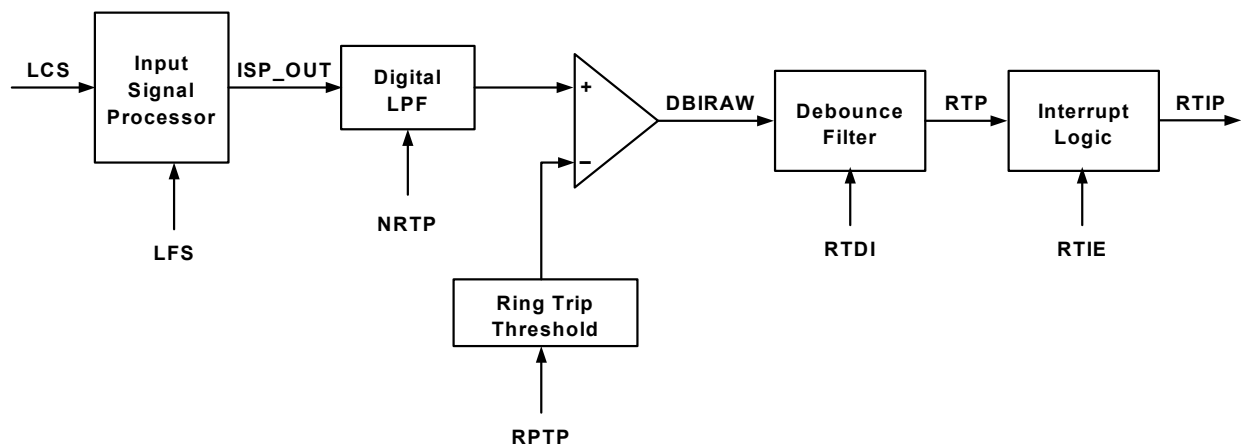 LCS
Input
Signal
Processor
ISP_OUT
Digital
LPF
+
−
DBIRAW
Debounce
Filter
RTP
Interrupt
Logic
RTIP
LFS
NRTP
RTDI
RTIE
Ring Trip
Threshold
RPTP